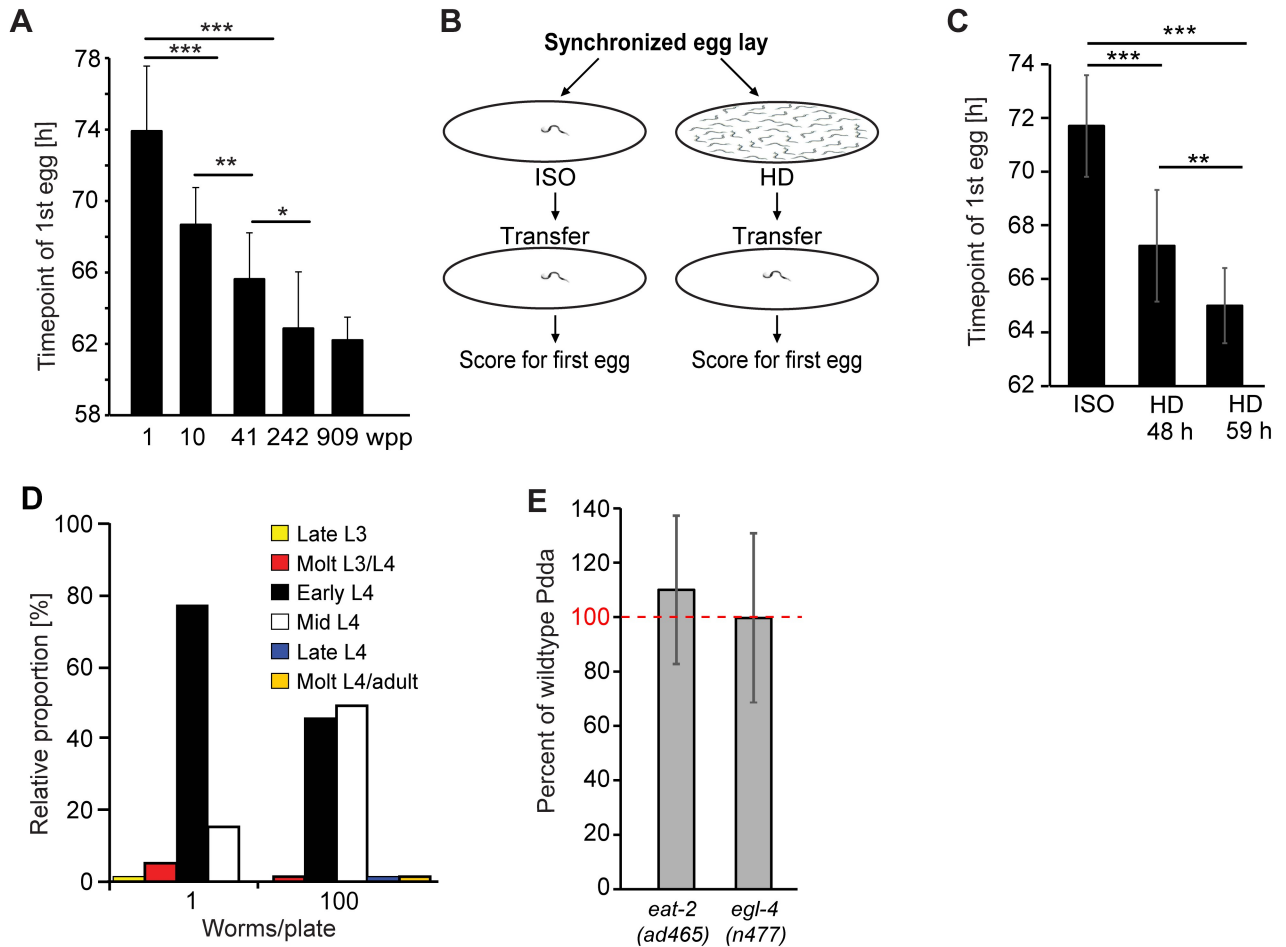 A
***
***
**
*
Timepoint of 1st egg [h]
78
74
70
66
62
58
1 10 41 242 909 wpp
B
Synchronized egg lay
ISO HD
Transfer Transfer
Score for first egg Score for first egg
C
***
***
**
Timepoint of 1st egg [h]
74
72
70
68
66
64
62
ISO HD HD
48 h 59 h
D
Relative proportion [%]
100
80
60
40
20
0
Late L3
Molt L3/L4
Early L4
Mid L4
Late L4
Molt L4/adult
1 100
Worms/plate
E
Percent of wildtype Pdda
140
120
100
80
60
40
20
0
eat-2 egl-4
(ad465) (n477)